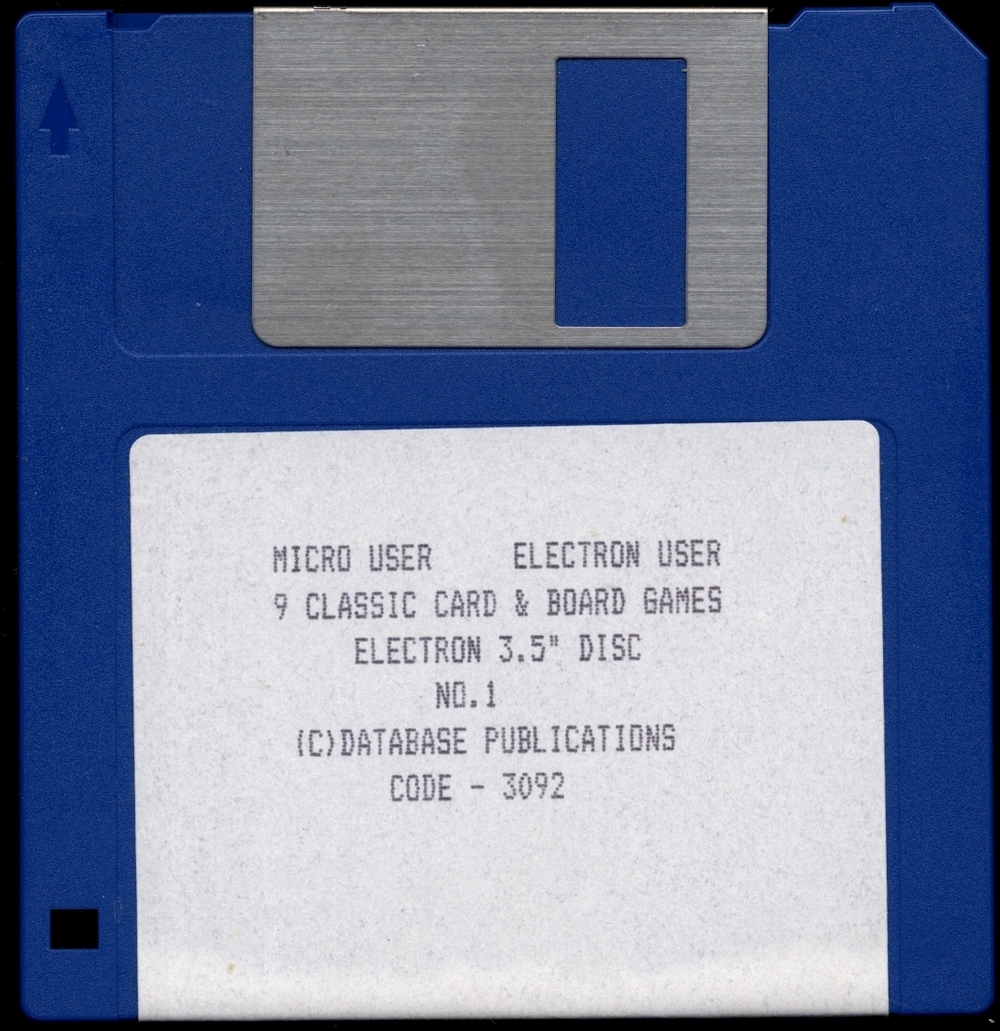 MICRO USER ELECTRON USER
9 CLASSIC CARD & BOARD GAMES
ELECTRON 3.5" DISC
NO.1
(C)DATABASE PUBLICATIONS
CODE - 3092